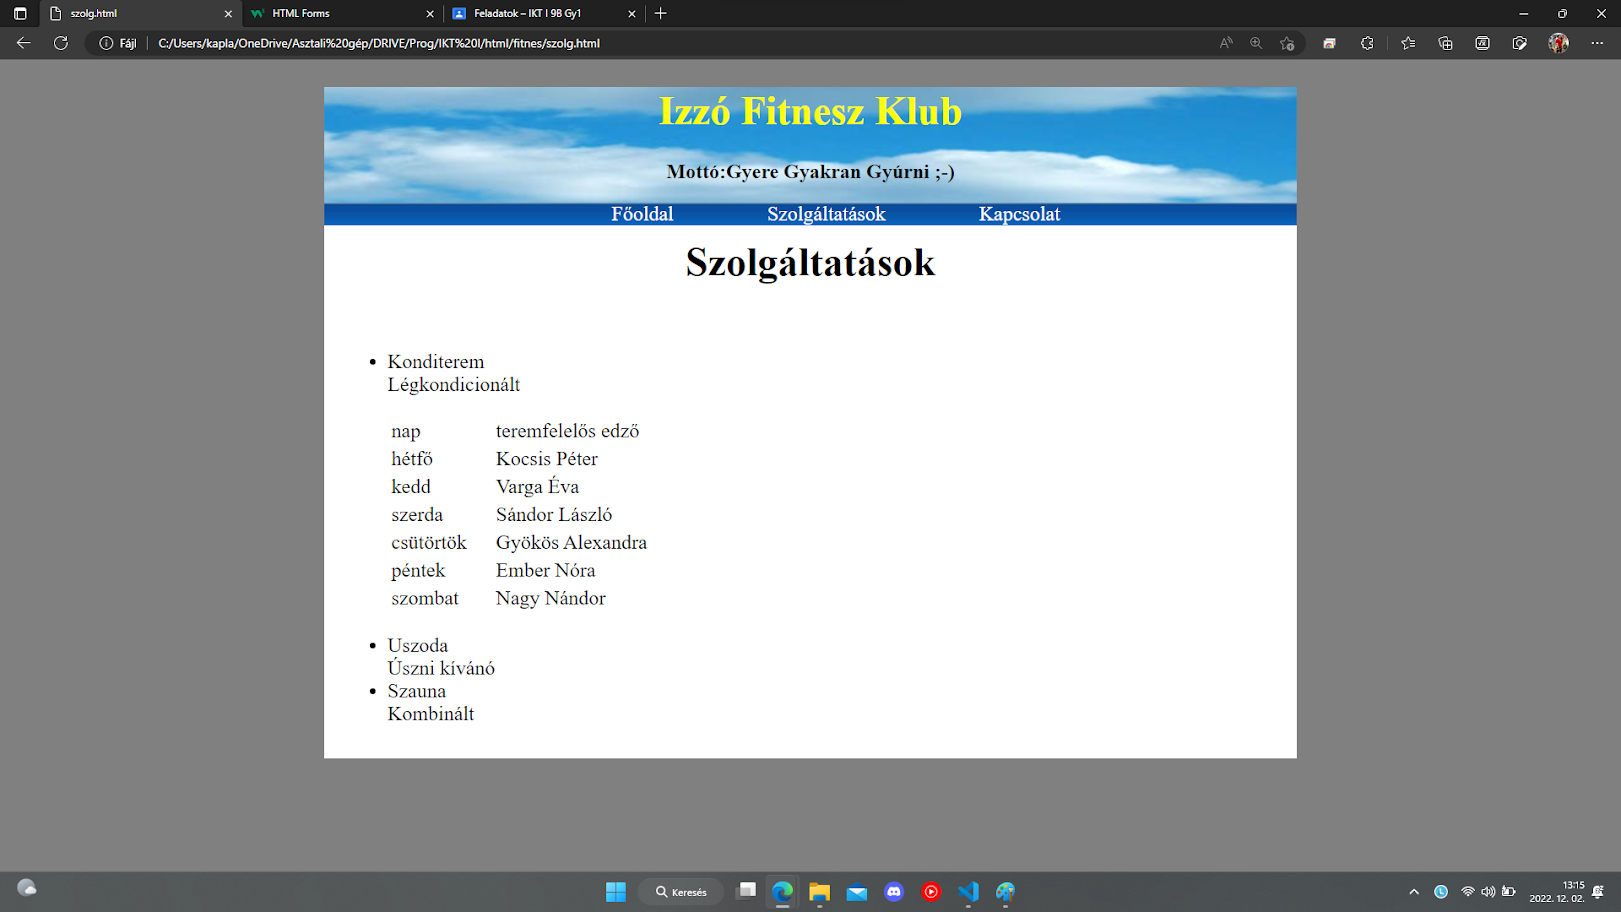 szolg.html
HTML Forms
Feladatok – IKT I 9B Gy1
Fájl
C:/Users/kapla/OneDrive/Asztali%20gép/DRIVE/Prog/IKT%20I/html/fitnes/szolg.html
Izzó Fitnesz Klub
Mottó:Gyere Gyakran Gyúrni ;-)
Főoldal Szolgáltatások Kapcsolat
Szolgáltatások
• Konditerem
Légkondicionált
nap teremfelelős edző
hétfő Kocsis Péter
kedd Varga Éva
szerda Sándor László
csütörtök Gyökös Alexandra
péntek Ember Nóra
szombat Nagy Nándor
• Uszoda
Úszni kívánó
• Szauna
Kombinált
Keresés
13:15
2022. 12. 02.